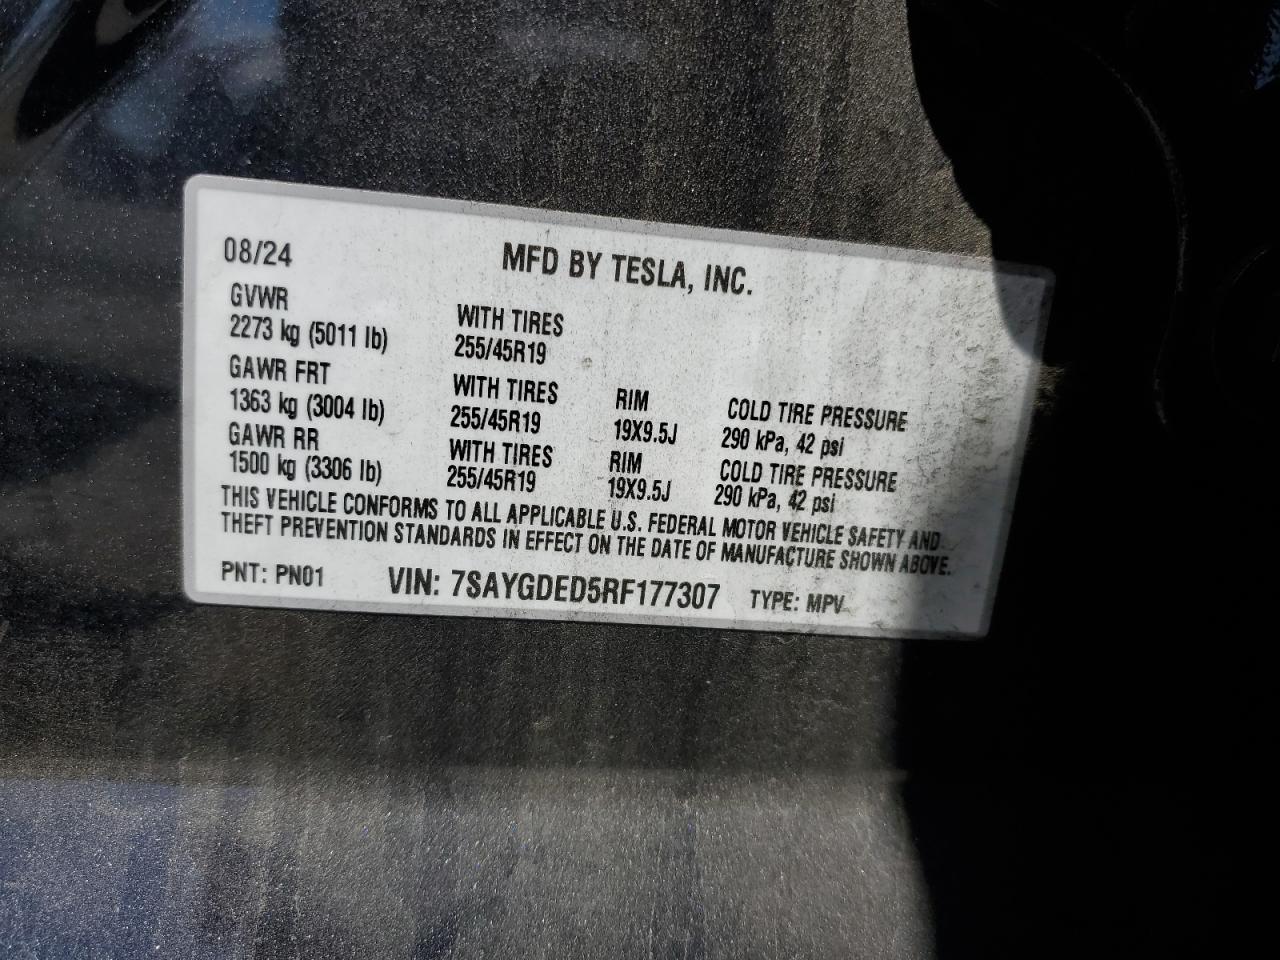 08/24 MFD BY TESLA, INC.
GVWR
2273 kg (5011 lb) WITH TIRES
255/45R19
GAWR FRT
1363 kg (3004 lb) WITH TIRES RIM COLD TIRE PRESSURE
255/45R19 19X9.5J 290 kPa, 42 psi
GAWR RR
1500 kg (3306 lb) WITH TIRES RIM COLD TIRE PRESSURE
255/45R19 19X9.5J 290 kPa, 42 psi
THIS VEHICLE CONFORMS TO ALL APPLICABLE U.S. FEDERAL MOTOR VEHICLE SAFETY AND
THEFT PREVENTION STANDARDS IN EFFECT ON THE DATE OF MANUFACTURE SHOWN ABOVE.
PNT: PN01 VIN: 7SAYGDED5RF177307 TYPE: MPV